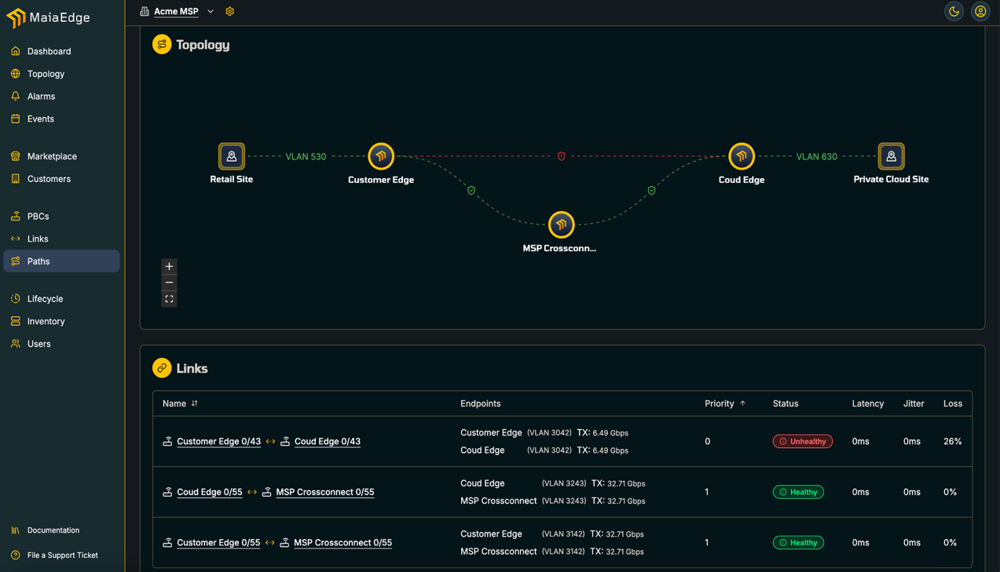 MaiaEdge
Acme MSP
Dashboard
Topology
Alarms
Events
Marketplace
Customers
PBCs
Links
Paths
Lifecycle
Inventory
Users
Documentation
File a Support Ticket
Topology
VLAN 530
VLAN 630
Retail Site
Customer Edge
Coud Edge
Private Cloud Site
MSP Crossconn...
Links
Name Endpoints Priority Status Latency Jitter Loss
Customer Edge (VLAN 3042) TX: 6.49 Gbps
Customer Edge 0/43 Coud Edge 0/43 0 Unhealthy 0ms 0ms 26%
Coud Edge (VLAN 3042) TX: 6.49 Gbps
Coud Edge (VLAN 3243) TX: 32.71 Gbps
Coud Edge 0/55 MSP Crossconnect 0/55 1 Healthy 0ms 0ms 0%
MSP Crossconnect (VLAN 3243) TX: 32.71 Gbps
Customer Edge (VLAN 3142) TX: 32.71 Gbps
Customer Edge 0/55 MSP Crossconnect 0/55 1 Healthy 0ms 0ms 0%
MSP Crossconnect (VLAN 3142) TX: 32.71 Gbps